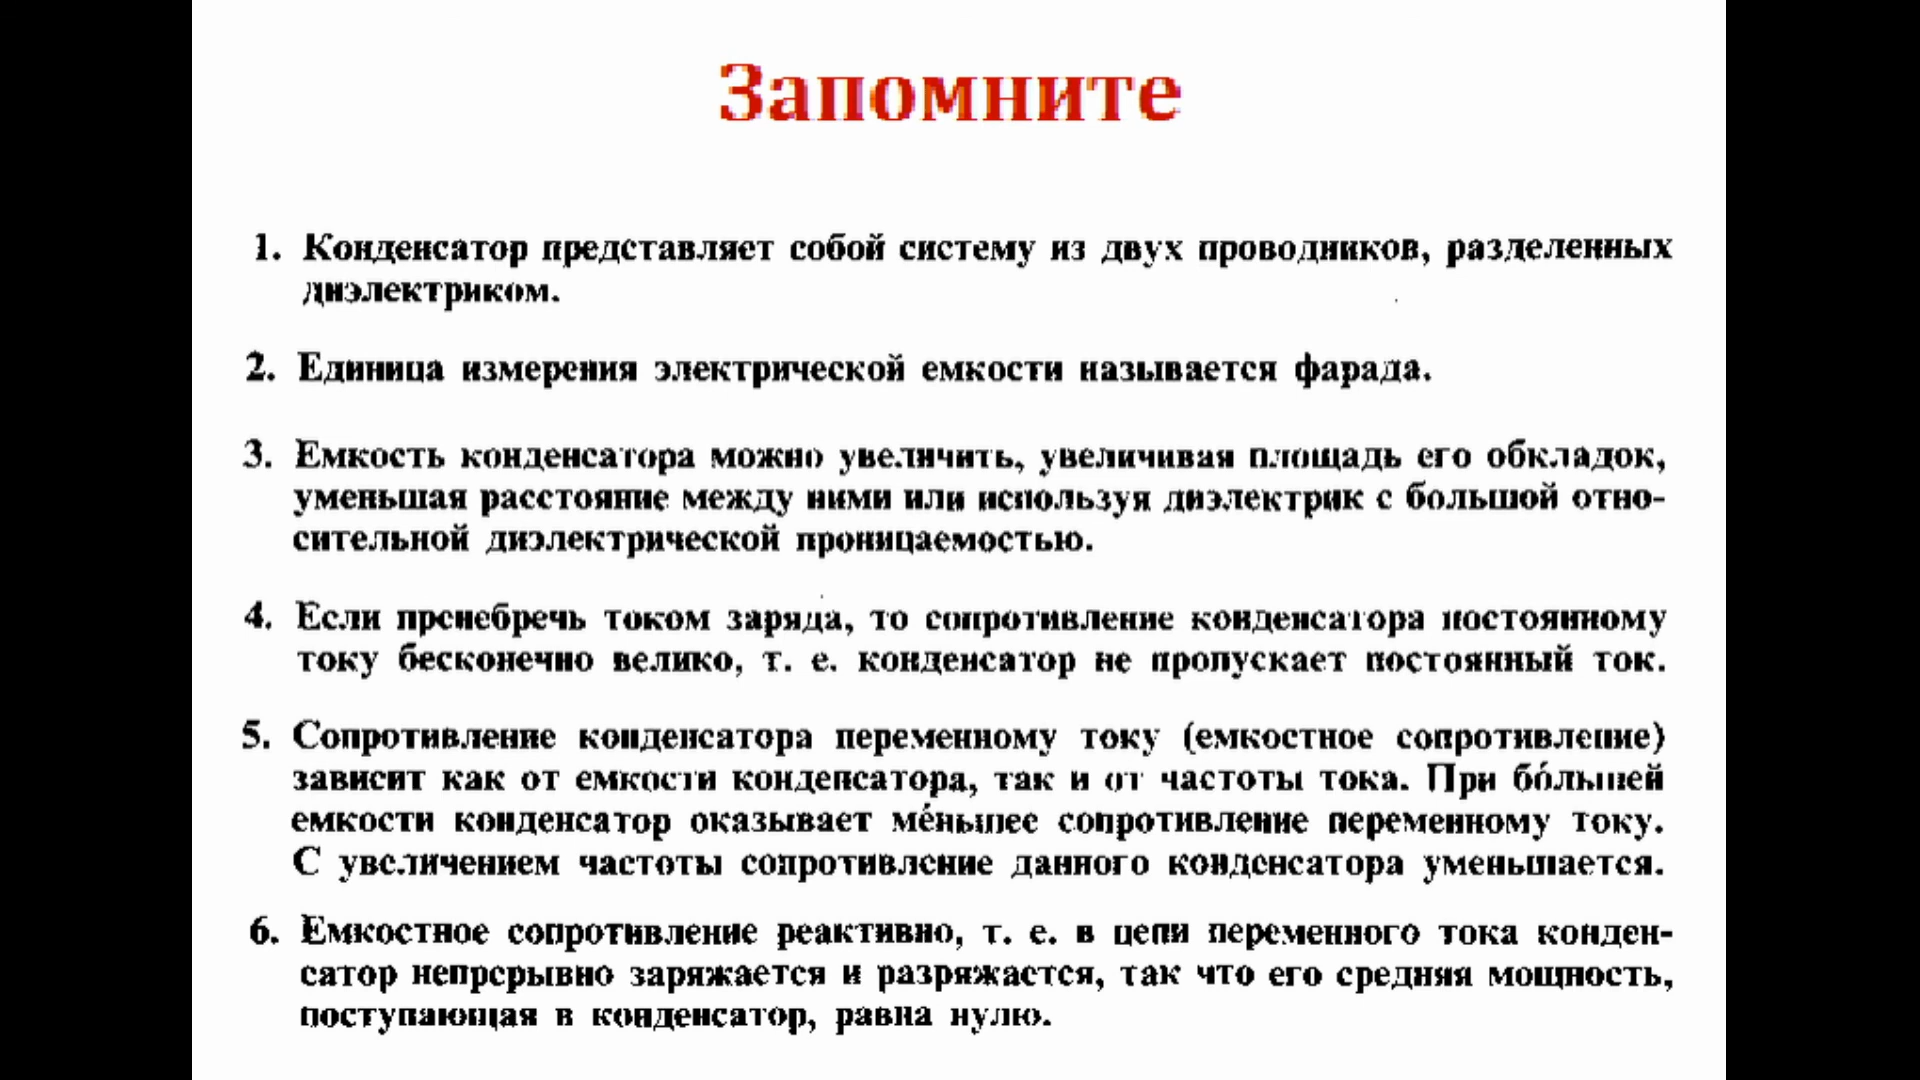 Запомните
1. Конденсатор представляет собой систему из двух проводников, разделенных
диэлектриком.
2. Единица измерения электрической емкости называется фарада.
3. Емкость конденсатора можно увеличить, увеличивая площадь его обкладок,
уменьшая расстояние между ними или используя диэлектрик с большой отно-
сительной диэлектрической проницаемостью.
4. Если пренебречь током заряда, то сопротивление конденсатора постоянному
току бесконечно велико, т. е. конденсатор не пропускает постоянный ток.
5. Сопротивление конденсатора переменному току (емкостное сопротивление)
зависит как от емкости конденсатора, так и от частоты тока. При бо́льшей
емкости конденсатор оказывает ме́ньшее сопротивление переменному току.
С увеличением частоты сопротивление данного конденсатора уменьшается.
6. Емкостное сопротивление реактивно, т. е. в цепи переменного тока конден-
сатор непрерывно заряжается и разряжается, так что его средняя мощность,
поступающая в конденсатор, равна нулю.